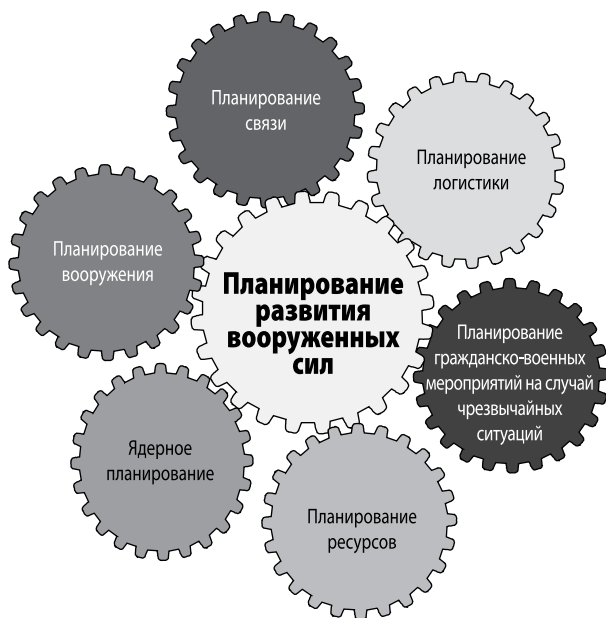 Планирование
связи
Планирование
логистики
Планирование
вооружения
Планирование
развития
вооруженных
сил
Планирование
гражданско-военных
мероприятий на случай
чрезвычайных
ситуаций
Ядерное
планирование
Планирование
ресурсов